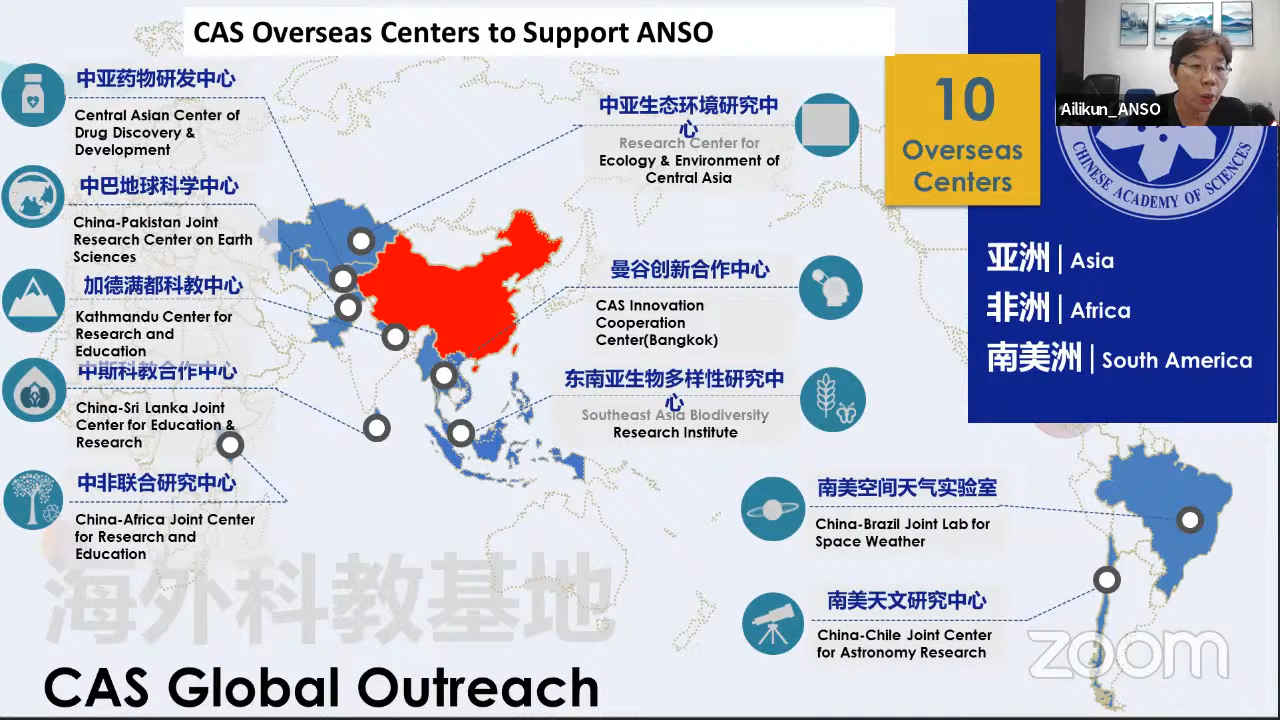 CAS Overseas Centers to Support ANSO
中亚药物研发中心
Central Asian Center of
Drug Discovery &
Development
中巴地球科学中心
China-Pakistan Joint
Research Center on Earth
Sciences
加德满都科教中心
Kathmandu Center for
Research and
Education
中斯科教合作中心
China-Sri Lanka Joint
Center for Education &
Research
中非联合研究中心
China-Africa Joint Center
for Research and
Education
中亚生态环境研究中
心
Research Center for
Ecology & Environment of
Central Asia
曼谷创新合作中心
CAS Innovation
Cooperation
Center(Bangkok)
东南亚生物多样性研究中
心
Southeast Asia Biodiversity
Research Institute
南美空间天气实验室
China-Brazil Joint Lab for
Space Weather
南美天文研究中心
China-Chile Joint Center
for Astronomy Research
10
Overseas
Centers
Ailikun_ANSO
CHINESE ACADEMY OF SCIENCES
亚洲 | Asia
非洲 | Africa
南美洲 | South America
海外科教基地
CAS Global Outreach
zoom